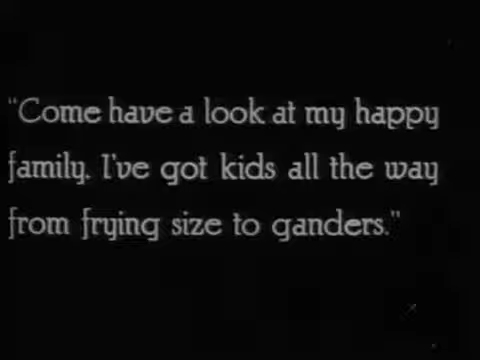 "Come have a look at my happy
family. I've got kids all the way
from frying size to ganders."